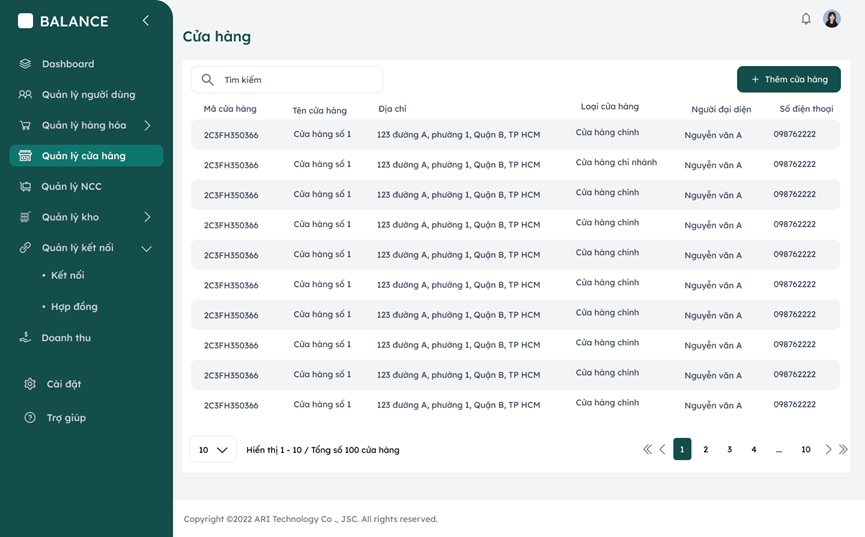 BALANCE
Dashboard
Quản lý người dùng
Quản lý hàng hóa
Quản lý cửa hàng
Quản lý NCC
Quản lý kho
Quản lý kết nối
• Kết nối
• Hợp đồng
Doanh thu
Cài đặt
Trợ giúp
Cửa hàng
Tìm kiếm
+ Thêm cửa hàng
Mã cửa hàng Tên cửa hàng Địa chỉ Loại cửa hàng Người đại diện Số điện thoại
2C3FH350366 Cửa hàng số 1 123 đường A, phường 1, Quận B, TP HCM Cửa hàng chính Nguyễn văn A 098762222
2C3FH350366 Cửa hàng số 1 123 đường A, phường 1, Quận B, TP HCM Cửa hàng chi nhánh Nguyễn văn A 098762222
2C3FH350366 Cửa hàng số 1 123 đường A, phường 1, Quận B, TP HCM Cửa hàng chính Nguyễn văn A 098762222
2C3FH350366 Cửa hàng số 1 123 đường A, phường 1, Quận B, TP HCM Cửa hàng chính Nguyễn văn A 098762222
2C3FH350366 Cửa hàng số 1 123 đường A, phường 1, Quận B, TP HCM Cửa hàng chính Nguyễn văn A 098762222
2C3FH350366 Cửa hàng số 1 123 đường A, phường 1, Quận B, TP HCM Cửa hàng chính Nguyễn văn A 098762222
2C3FH350366 Cửa hàng số 1 123 đường A, phường 1, Quận B, TP HCM Cửa hàng chính Nguyễn văn A 098762222
2C3FH350366 Cửa hàng số 1 123 đường A, phường 1, Quận B, TP HCM Cửa hàng chính Nguyễn văn A 098762222
2C3FH350366 Cửa hàng số 1 123 đường A, phường 1, Quận B, TP HCM Cửa hàng chính Nguyễn văn A 098762222
2C3FH350366 Cửa hàng số 1 123 đường A, phường 1, Quận B, TP HCM Cửa hàng chính Nguyễn văn A 098762222
10 Hiển thị 1 - 10 / Tổng số 100 cửa hàng 1 2 3 4 ... 10
Copyright ©2022 ARI Technology Co ., JSC. All rights reserved.